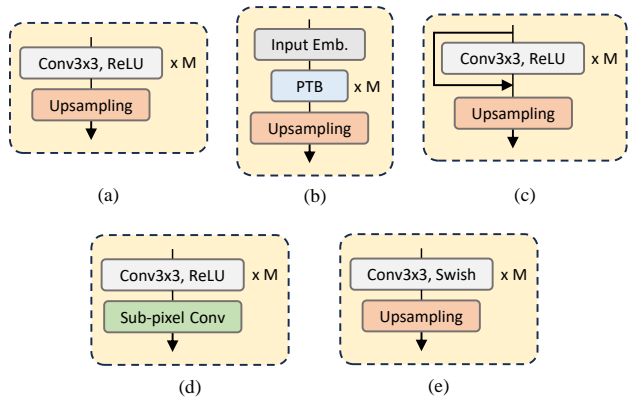 Conv3x3, ReLU x M
Upsampling
(a)
Input Emb.
PTB x M
Upsampling
(b)
Conv3x3, ReLU x M
Upsampling
(c)
Conv3x3, ReLU x M
Sub-pixel Conv
(d)
Conv3x3, Swish x M
Upsampling
(e)